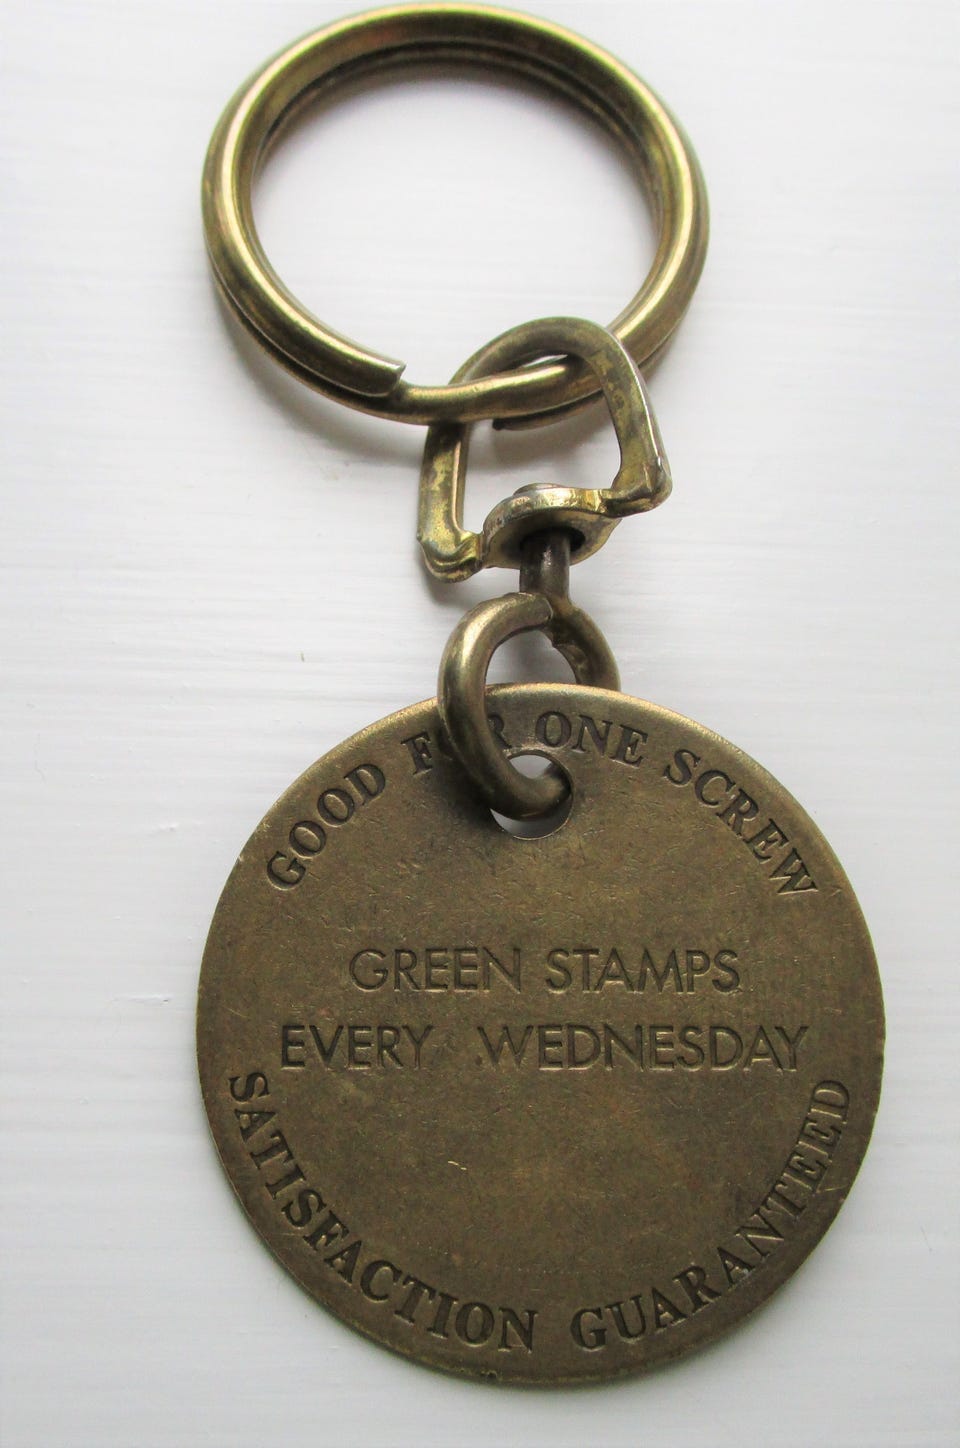 GOOD FOR ONE SCREW
GREEN STAMPS
EVERY WEDNESDAY
SATISFACTION GUARANTEED